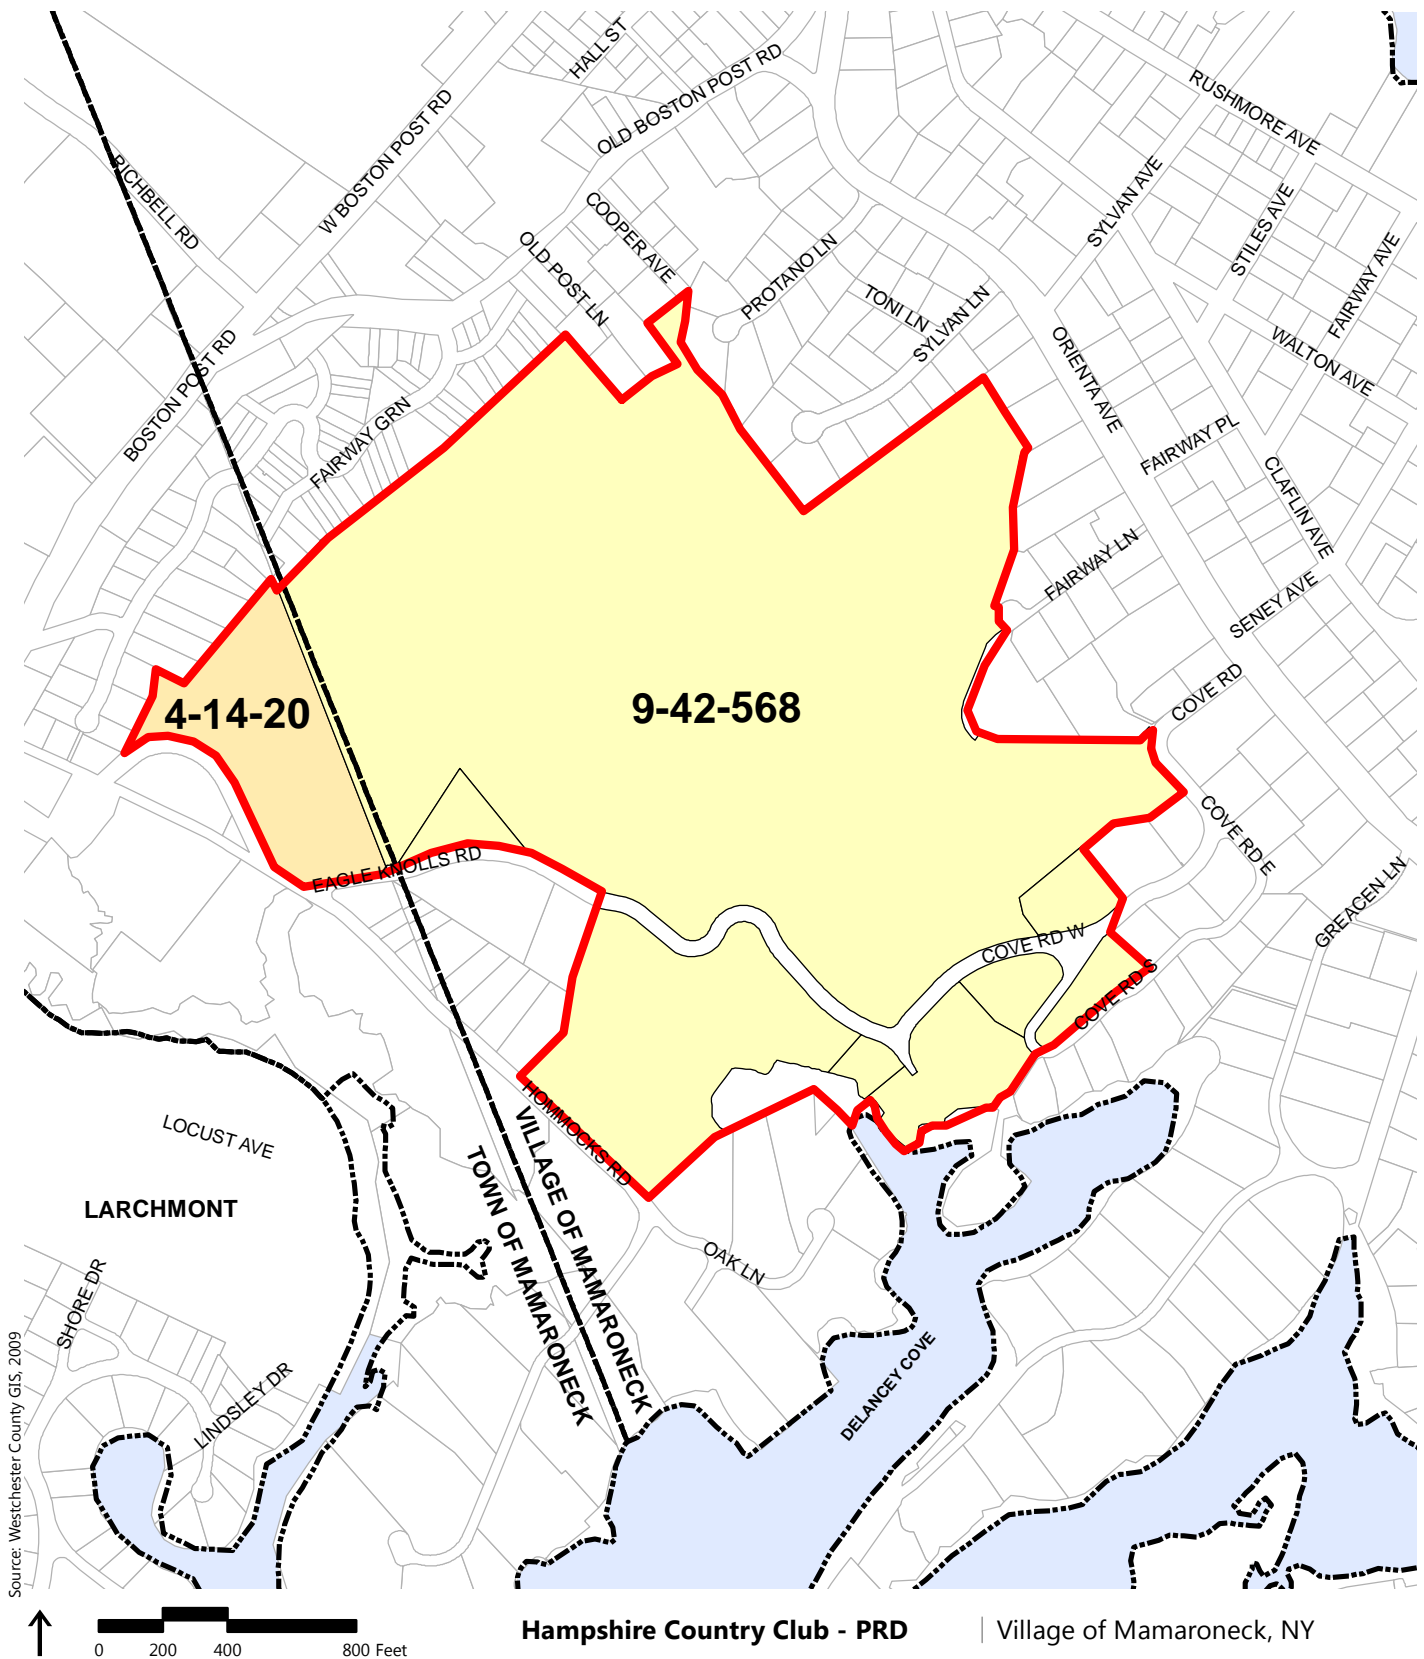 HALL ST
OLD BOSTON POST RD
RUSHMORE AVE
W BOSTON POST RD
RICHBELL RD
SYLVAN AVE
STILES AVE
COOPER AVE
OLD POST LN
PROTANO LN
FAIRWAY AVE
TONI LN
SYLVAN LN
BOSTON POST RD
ORIENTA AVE
WALTON AVE
FAIRWAY GRN
FAIRWAY PL
CLAFLIN AVE
FAIRWAY LN
SENEY AVE
COVE RD
4-14-20
9-42-568
COVE RD E
EAGLE KNOLLS RD
GREACEN LN
COVE RD W
COVE RD S
HOMMOCKS RD
LOCUST AVE
VILLAGE OF MAMARONECK
TOWN OF MAMARONECK
LARCHMONT
OAK LN
SHORE DR
DELANCEY COVE
LINDSLEY DR
Source: Westchester County GIS, 2009
0 200 400 800 Feet
Hampshire Country Club - PRD | Village of Mamaroneck, NY